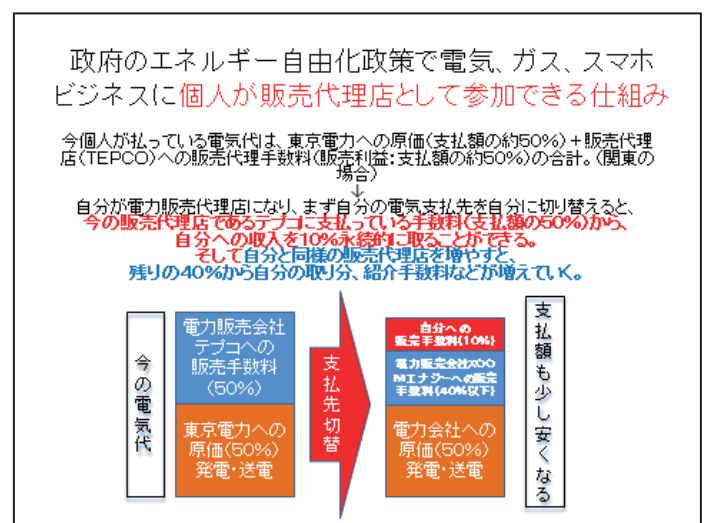 政府のエネルギー自由化政策で電気、ガス、スマホ
ビジネスに個人が販売代理店として参加できる仕組み
今個人が払っている電気代は、東京電力への原価(支払額の約50%)+販売代理
店(TEPCO)への販売代理手数料(販売利益:支払額の約50%)の合計。(関東の
場合)
↓
自分が電力販売代理店になり、まず自分の電気支払先を自分に切り替えると、
今の販売代理店であるテプコに支払っている手数料(支払額の50%)から、
自分への収入を10%永続的に取ることができる。
そして自分と同様の販売代理店を増やすと、
残りの40%から自分の取り分、紹介手数料などが増えていく。
今の電気代
電力販売会社
テプコへの
販売手数料
(50%)
東京電力への
原価(50%)
発電・送電
支払先切替
自分への
販売手数料(10%)
電力販売会社XOO
Mエナジーへの販売
手数料(40%以下)
電力会社への
原価(50%)
発電・送電
支払額も少し安くなる